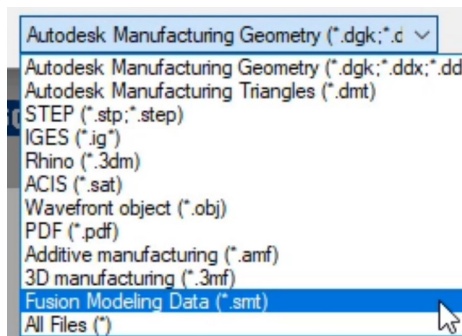 Autodesk Manufacturing Geometry (*.dgk;*.d
Autodesk Manufacturing Geometry (*.dgk;*.ddx;*.dd
Autodesk Manufacturing Triangles (*.dmt)
STEP (*.stp;*.step)
IGES (*.ig*)
Rhino (*.3dm)
ACIS (*.sat)
Wavefront object (*.obj)
PDF (*.pdf)
Additive manufacturing (*.amf)
3D manufacturing (*.3mf)
Fusion Modeling Data (*.smt)
All Files (*)